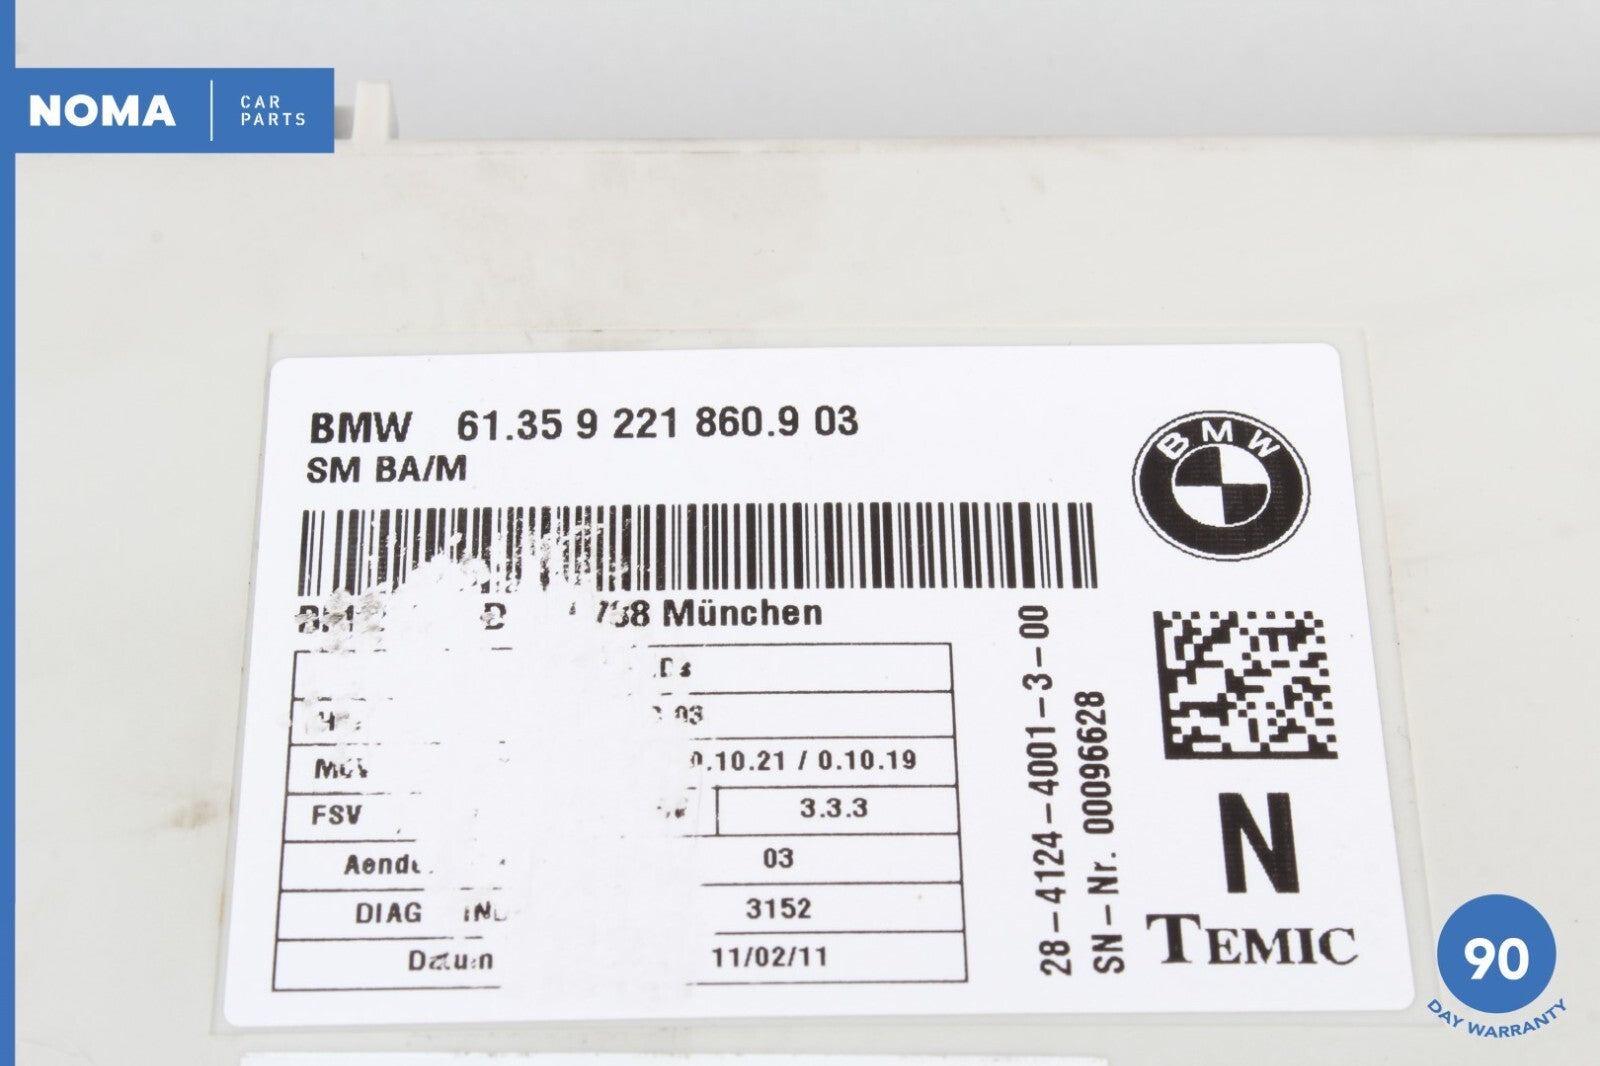 NOMA
CAR
PARTS
BMW 61.35 9 221 860.9 03
SM BA/M
BMW
München
03
0.10.21 / 0.10.19
FSV 3.3.3
03
DIAG 3152
Datum 11/02/11
28-4124-4001-3-00
SN-Nr. 00096628
N
TEMIC
90
DAY WARRANTY